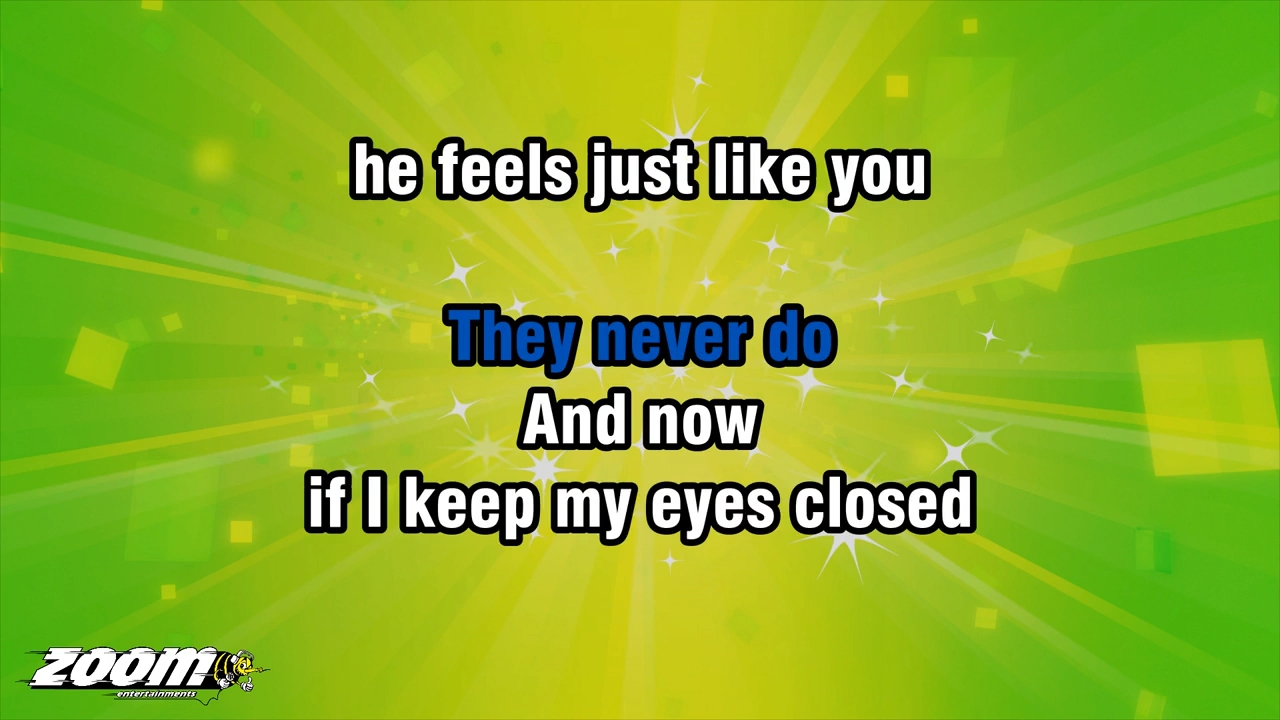 he feels just like you
They never do
And now
if I keep my eyes closed
zoom
entertainments